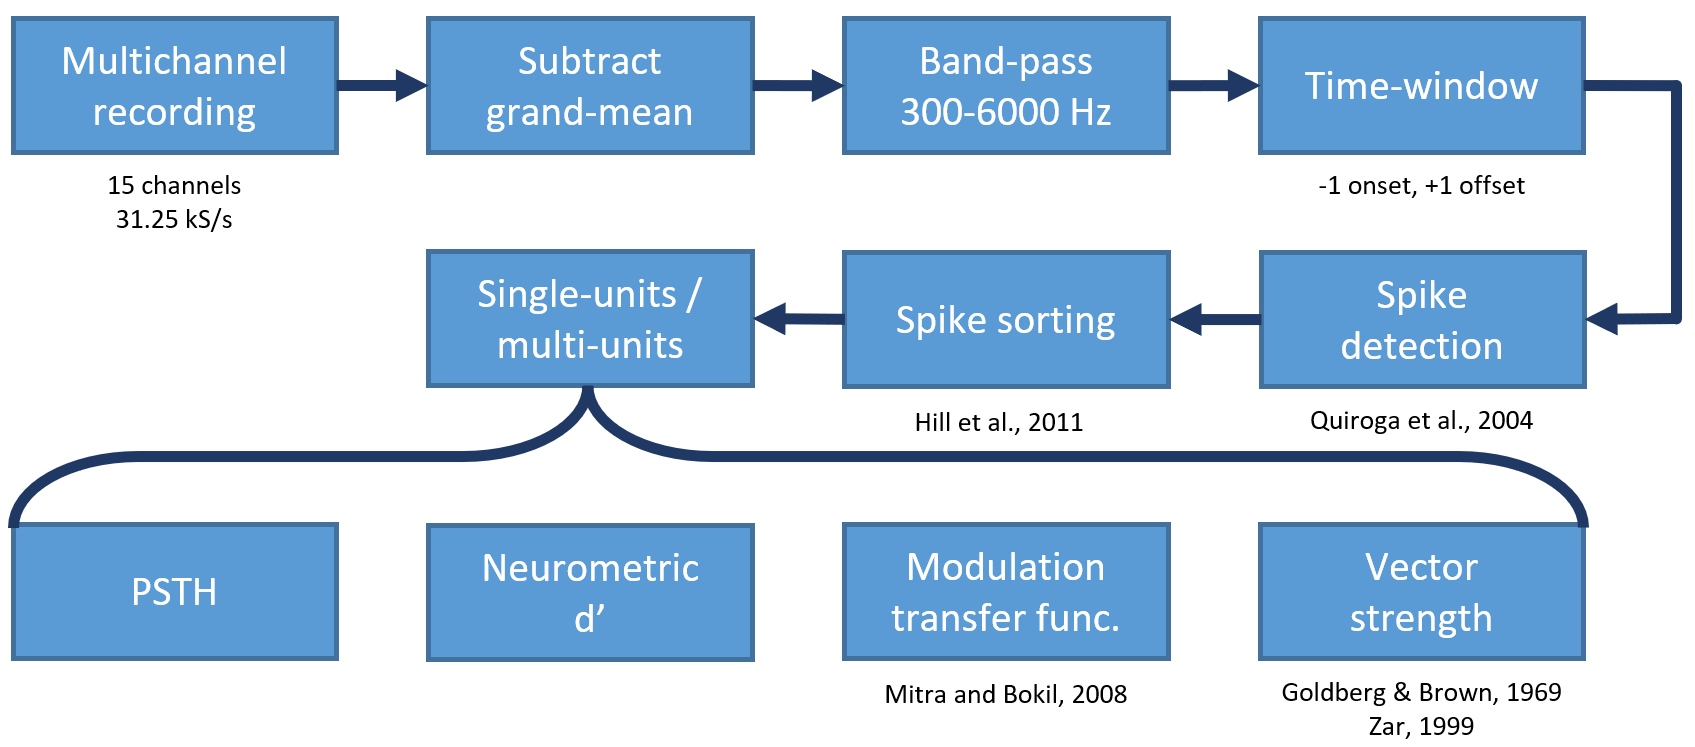 Multichannel
recording
Subtract
grand-mean
Band-pass
300-6000 Hz
Time-window
15 channels
31.25 kS/s
-1 onset, +1 offset
Spike
detection
Quiroga et al., 2004
Spike sorting
Hill et al., 2011
Single-units /
multi-units
PSTH
Neurometric
d’
Modulation
transfer func.
Mitra and Bokil, 2008
Vector
strength
Goldberg & Brown, 1969
Zar, 1999